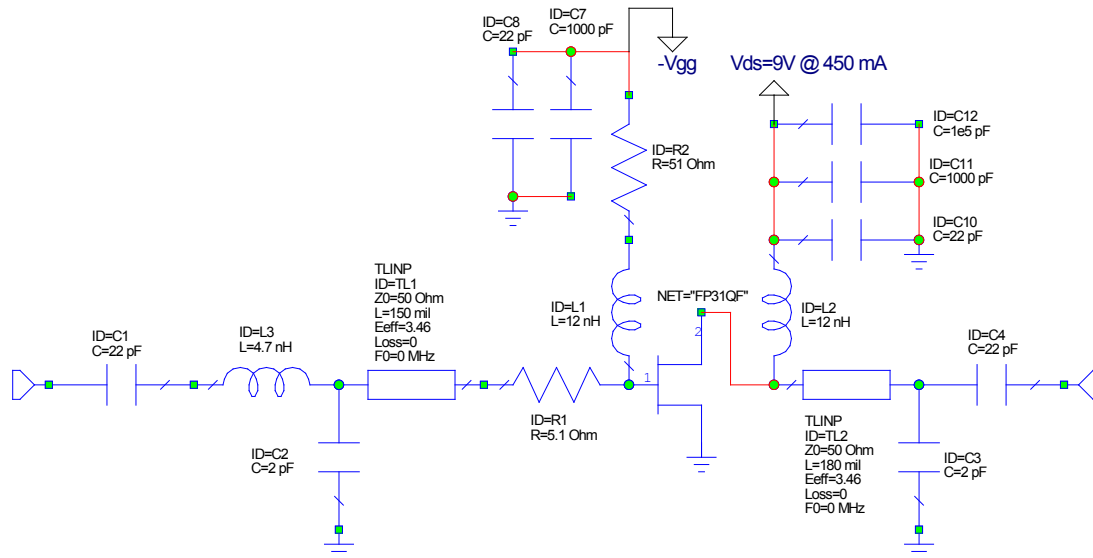 ID=C8
C=22 pF
ID=C7
C=1000 pF
-Vgg
Vds=9V @ 450 mA
ID=C12
C=1e5 pF
ID=R2
R=51 Ohm
ID=C11
C=1000 pF
ID=C10
C=22 pF
TLINP
ID=TL1
Z0=50 Ohm
L=150 mil
Eeff=3.46
Loss=0
F0=0 MHz
ID=L1
L=12 nH
NET="FP31QF"
ID=L2
L=12 nH
ID=C1
C=22 pF
ID=L3
L=4.7 nH
2
1
ID=C4
C=22 pF
ID=R1
R=5.1 Ohm
ID=C2
C=2 pF
TLINP
ID=TL2
Z0=50 Ohm
L=180 mil
Eeff=3.46
Loss=0
F0=0 MHz
ID=C3
C=2 pF